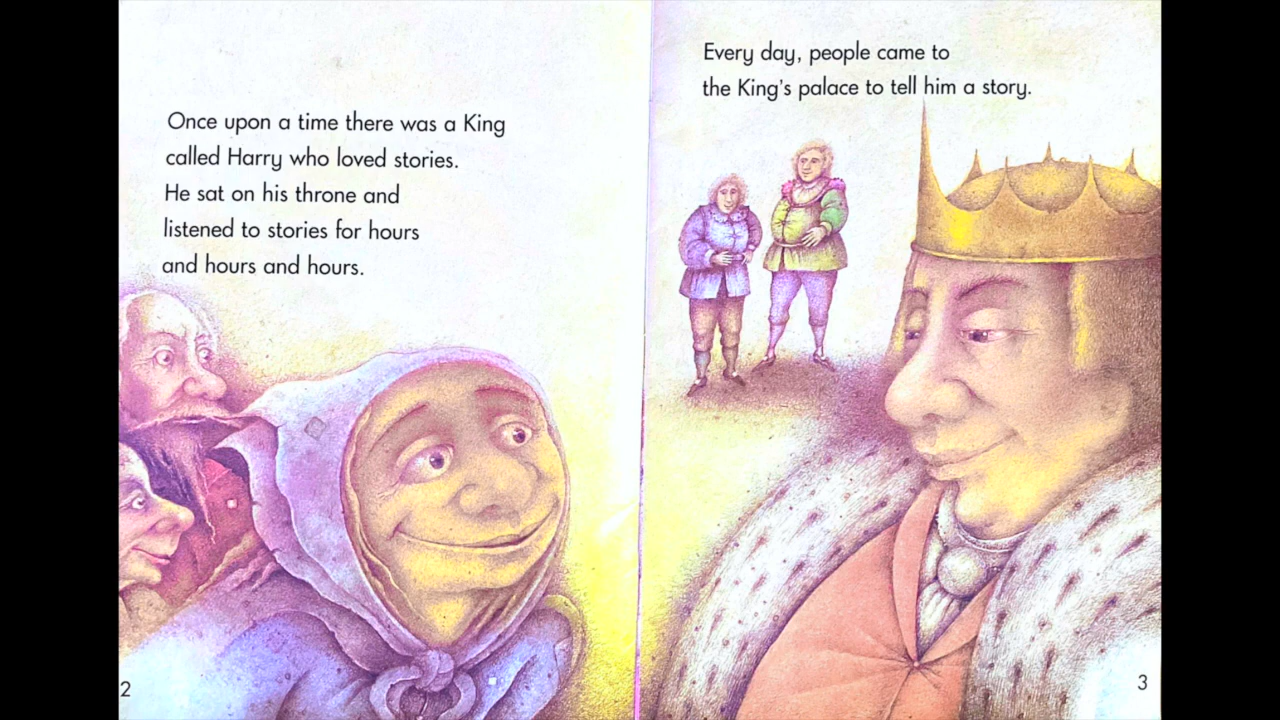 Once upon a time there was a King
called Harry who loved stories.
He sat on his throne and
listened to stories for hours
and hours and hours.
2
Every day, people came to
the King's palace to tell him a story.
3